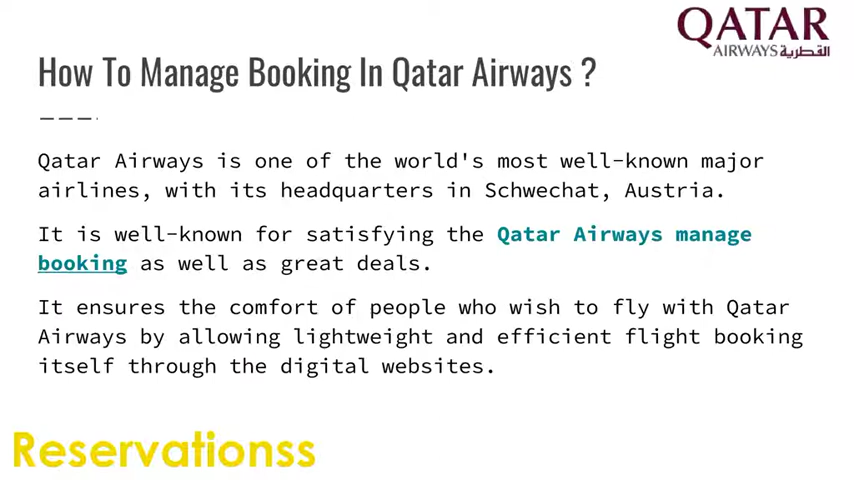 QATAR
AIRWAYS القطرية
How To Manage Booking In Qatar Airways ?
Qatar Airways is one of the world's most well-known major
airlines, with its headquarters in Schwechat, Austria.
It is well-known for satisfying the Qatar Airways manage
booking as well as great deals.
It ensures the comfort of people who wish to fly with Qatar
Airways by allowing lightweight and efficient flight booking
itself through the digital websites.
Reservationss